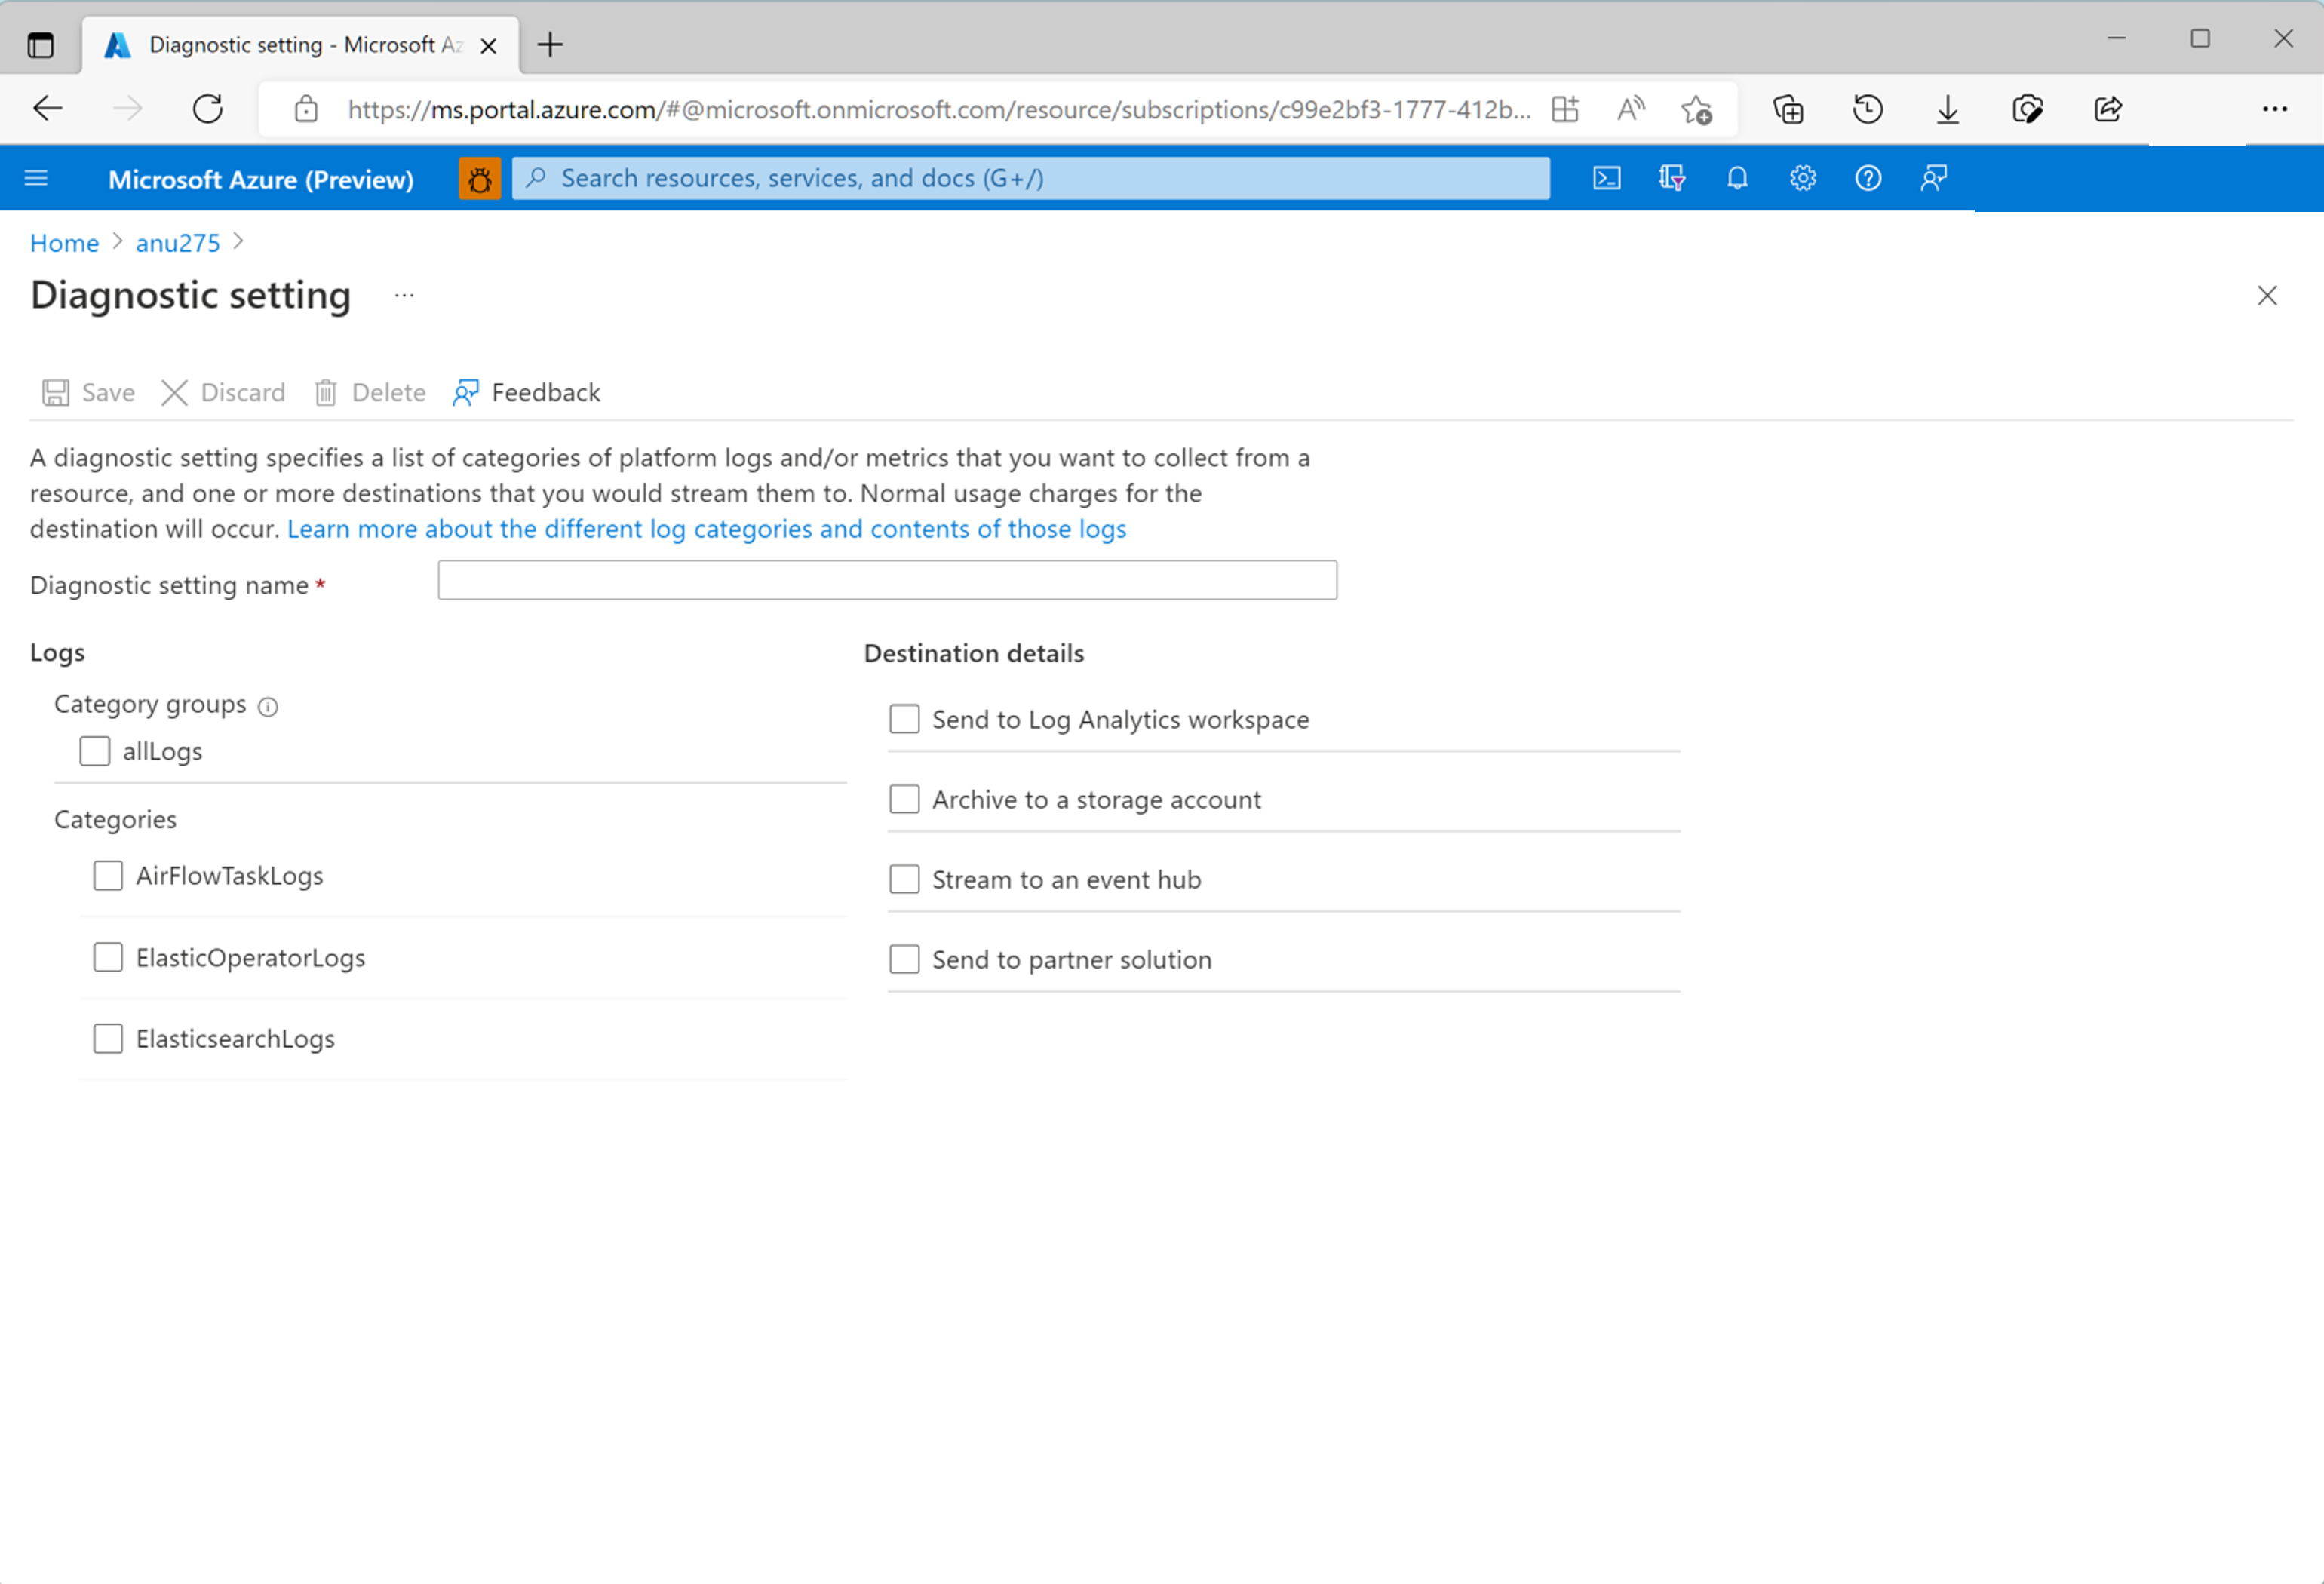 Diagnostic setting - Microsoft Az
https://ms.portal.azure.com/#@microsoft.onmicrosoft.com/resource/subscriptions/c99e2bf3-1777-412b...
Microsoft Azure (Preview)
Search resources, services, and docs (G+/)
Home > anu275 >
Diagnostic setting ...
Save Discard Delete Feedback
A diagnostic setting specifies a list of categories of platform logs and/or metrics that you want to collect from a
resource, and one or more destinations that you would stream them to. Normal usage charges for the
destination will occur. Learn more about the different log categories and contents of those logs
Diagnostic setting name *
Logs
Category groups
allLogs
Categories
AirFlowTaskLogs
ElasticOperatorLogs
ElasticsearchLogs
Destination details
Send to Log Analytics workspace
Archive to a storage account
Stream to an event hub
Send to partner solution